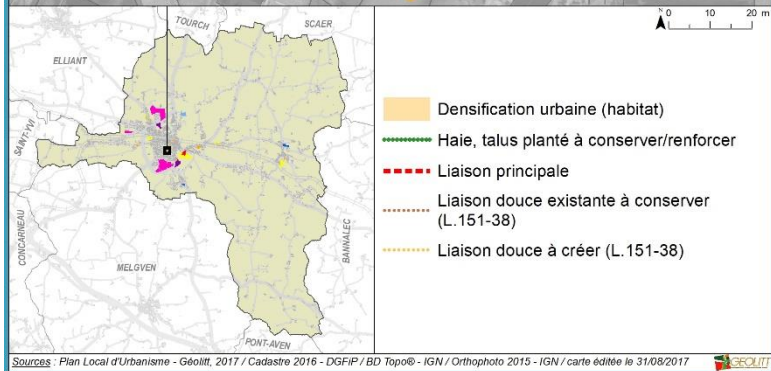 N
0 10 20 m
TOURCH
SCAER
ELLIANT
SAINT-YVI
CONCARNEAU
MELGVEN
BANNALEC
PONT-AVEN
Densification urbaine (habitat)
Haie, talus planté à conserver/renforcer
Liaison principale
Liaison douce existante à conserver
(L.151-38)
Liaison douce à créer (L.151-38)
Sources : Plan Local d'Urbanisme - Géolitt, 2017 / Cadastre 2016 - DGFiP / BD Topo® - IGN / Orthophoto 2015 - IGN / carte éditée le 31/08/2017
GEOLITT